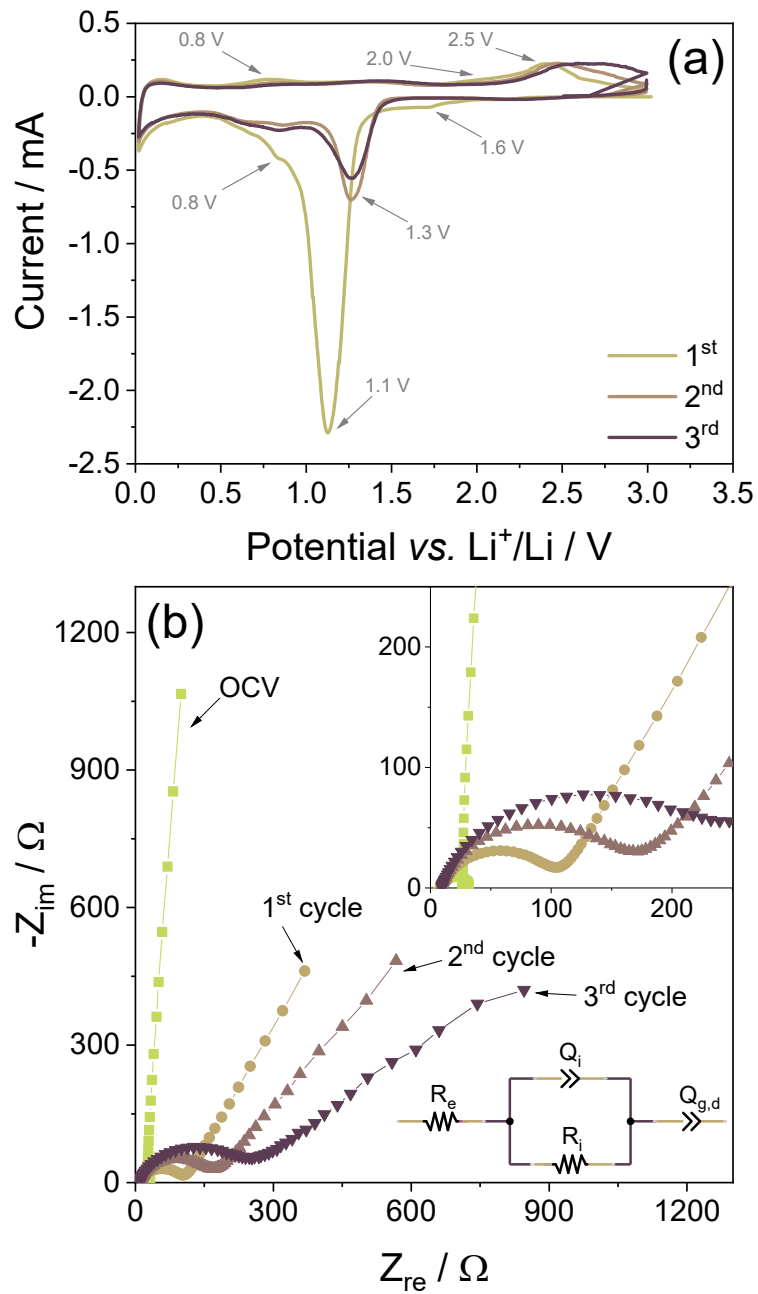 (a)
0.5
0.0
-0.5
-1.0
-1.5
-2.0
-2.5
Current / mA
0.8 V
2.0 V
2.5 V
1.6 V
0.8 V
1.3 V
1.1 V
1st
2nd
3rd
0.0 0.5 1.0 1.5 2.0 2.5 3.0 3.5
Potential vs. Li+/Li / V
(b)
1200
900
600
300
0
-Zim / Ω
OCV
1st cycle
2nd cycle
3rd cycle
200
100
0
0 100 200
Re
Qi
Ri
Qg,d
0 300 600 900 1200
Zre / Ω